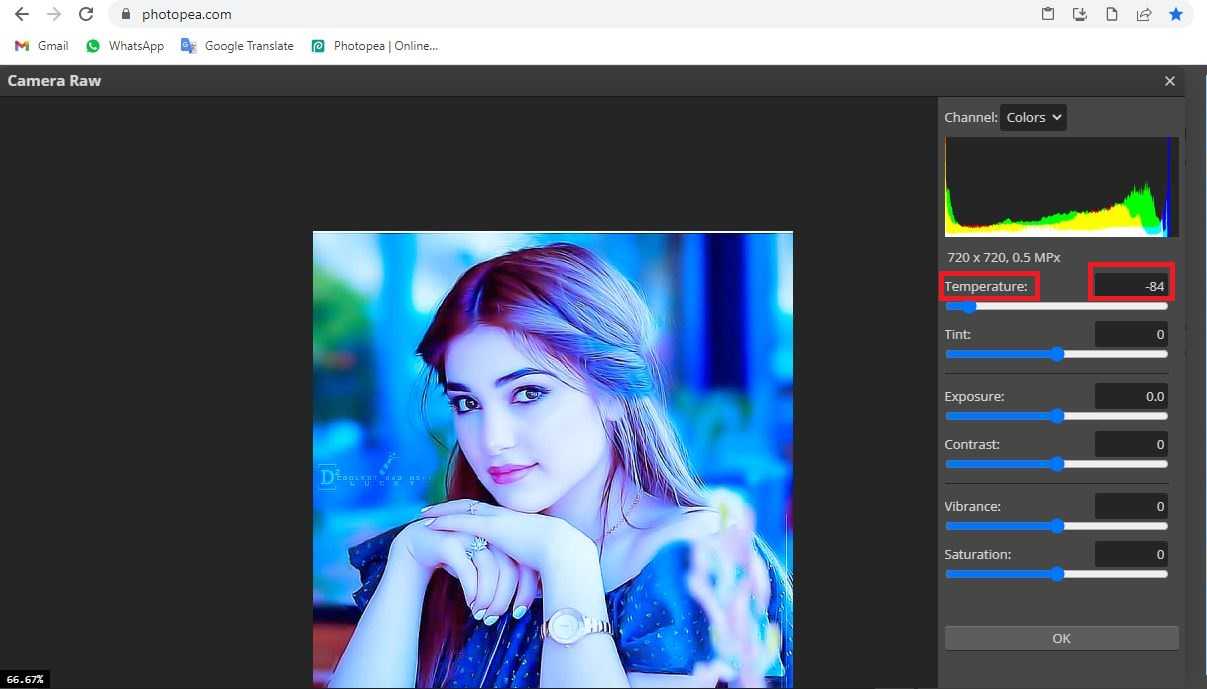 photopea.com
Gmail WhatsApp Google Translate Photopea | Online...
Camera Raw
Channel: Colors
720 x 720, 0.5 MPx
Temperature: -84
Tint: 0
Exposure: 0.0
Contrast: 0
Vibrance: 0
Saturation: 0
OK
LUCKY
66.67%